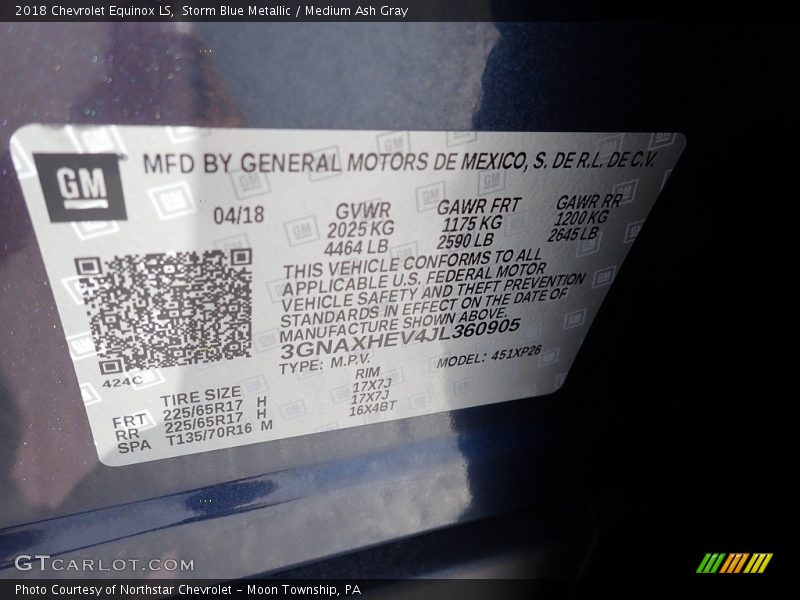 2018 Chevrolet Equinox LS,  Storm Blue Metallic / Medium Ash Gray
GM
MFD BY GENERAL MOTORS DE MEXICO, S. DE R.L. DE C.V.
04/18
GVWR
2025 KG
4464 LB
GAWR FRT
1175 KG
2590 LB
GAWR RR
1200 KG
2645 LB
THIS VEHICLE CONFORMS TO ALL
APPLICABLE U.S. FEDERAL MOTOR
VEHICLE SAFETY AND THEFT PREVENTION
STANDARDS IN EFFECT ON THE DATE OF
MANUFACTURE SHOWN ABOVE.
3GNAXHEV4JL360905
TYPE: M.P.V. MODEL: 451XP26
424C
TIRE SIZE RIM
FRT 225/65R17 H 17X7J
RR 225/65R17 H 17X7J
SPA T135/70R16 M 16X4BT
GTCARLOT.COM
Photo Courtesy of Northstar Chevrolet – Moon Township, PA